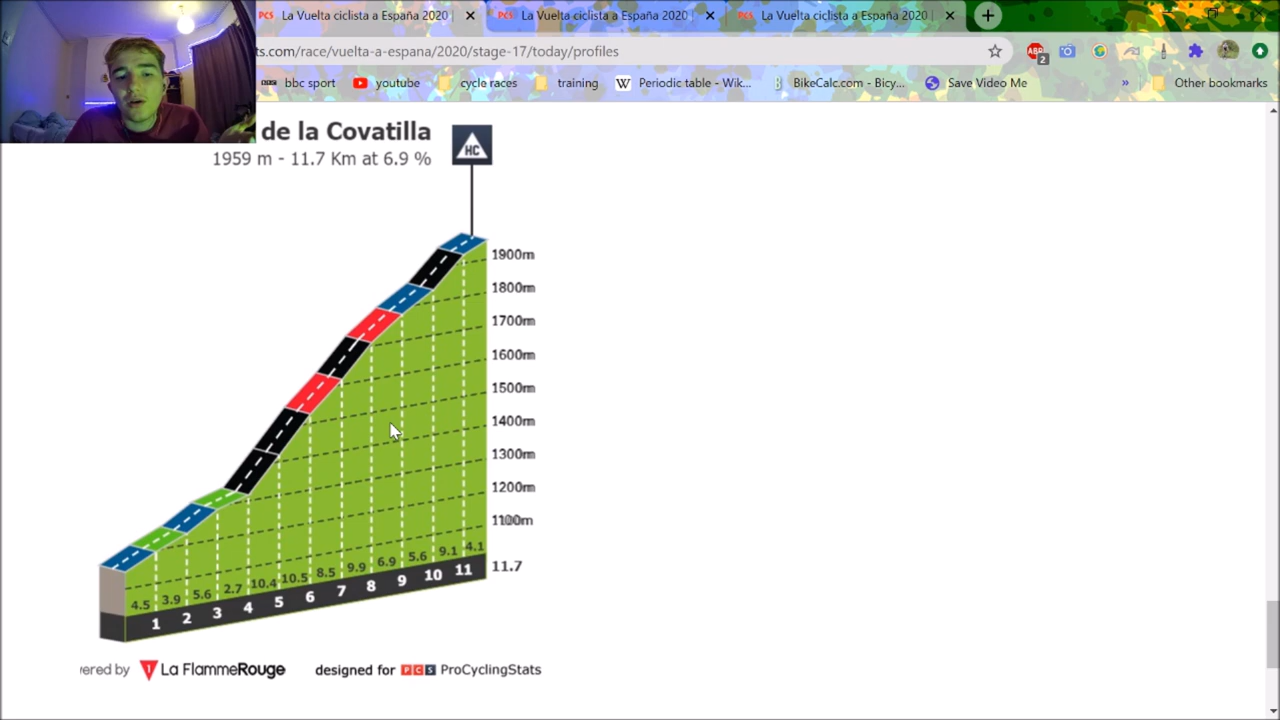 La Vuelta ciclista a España 2020 | La Vuelta ciclista a España 2020 | La Vuelta ciclista a España 2020 |
ts.com/race/vuelta-a-espana/2020/stage-17/today/profiles
ABP 2
bbc sport youtube cycle races training W Periodic table - Wik... BikeCalc.com - Bicy... Save Video Me » Other bookmarks
de la Covatilla
1959 m - 11.7 Km at 6.9 %
HC
1900m
1800m
1700m
1600m
1500m
1400m
1300m
1200m
1100m
4.5 3.9 5.6 2.7 10.4 10.5 8.5 9.9 6.9 5.6 9.1 4.1
1 2 3 4 5 6 7 8 9 10 11
11.7
ered by La FlammeRouge designed for PCS ProCyclingStats